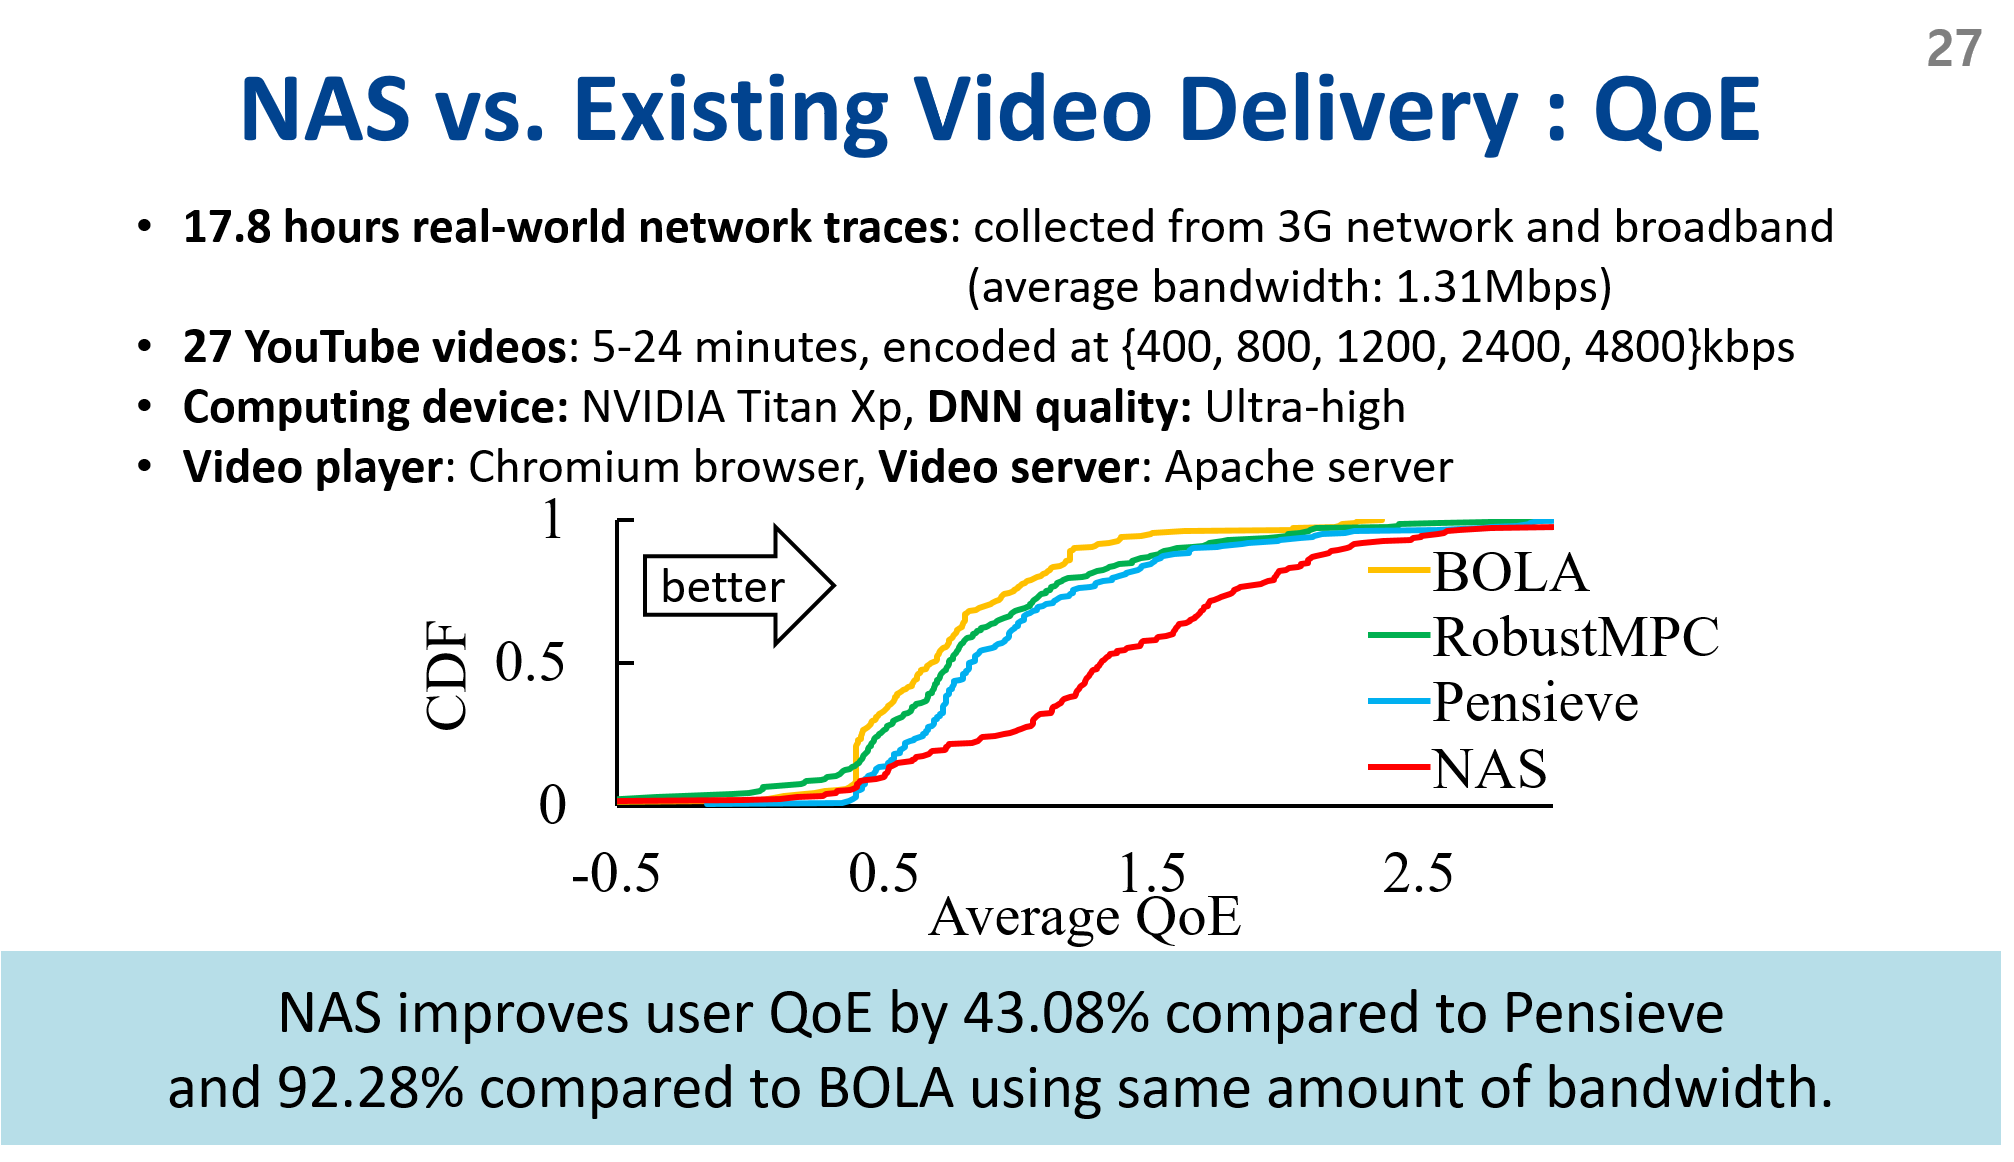 27
NAS vs. Existing Video Delivery : QoE
• 17.8 hours real-world network traces: collected from 3G network and broadband
(average bandwidth: 1.31Mbps)
• 27 YouTube videos: 5-24 minutes, encoded at {400, 800, 1200, 2400, 4800}kbps
• Computing device: NVIDIA Titan Xp, DNN quality: Ultra-high
• Video player: Chromium browser, Video server: Apache server
1
better
BOLA
RobustMPC
Pensieve
NAS
CDF
0.5
0
-0.5 0.5 1.5 2.5
Average QoE
NAS improves user QoE by 43.08% compared to Pensieve
and 92.28% compared to BOLA using same amount of bandwidth.